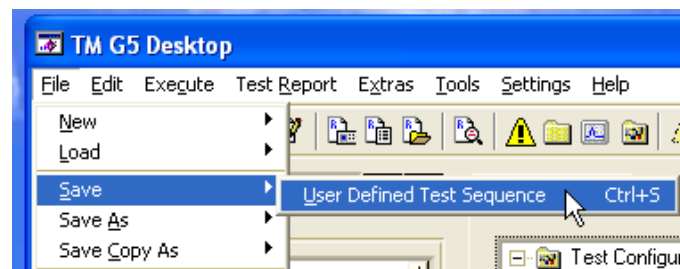 TM G5 Desktop
File Edit Execute Test Report Extras Tools Settings Help
New
Load
Save
User Defined Test Sequence Ctrl+S
Save As
Save Copy As
Test Configur